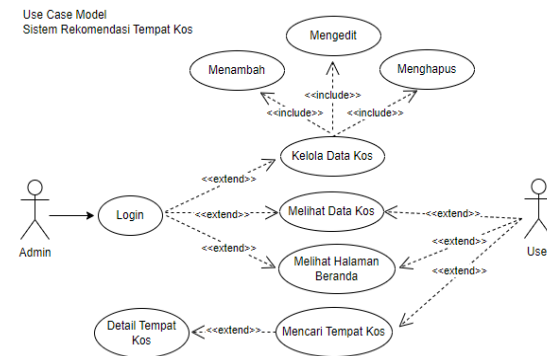 Use Case Model
Sistem Rekomendasi Tempat Kos
Mengedit
Menambah
Menghapus
<<include>>
<<include>>
<<include>>
Kelola Data Kos
<<extend>>
Login
<<extend>>
Melihat Data Kos
<<extend>>
Admin
<<extend>>
Melihat Halaman
Beranda
<<extend>>
<<extend>>
Use
Detail Tempat
Kos
<<extend>>
Mencari Tempat Kos